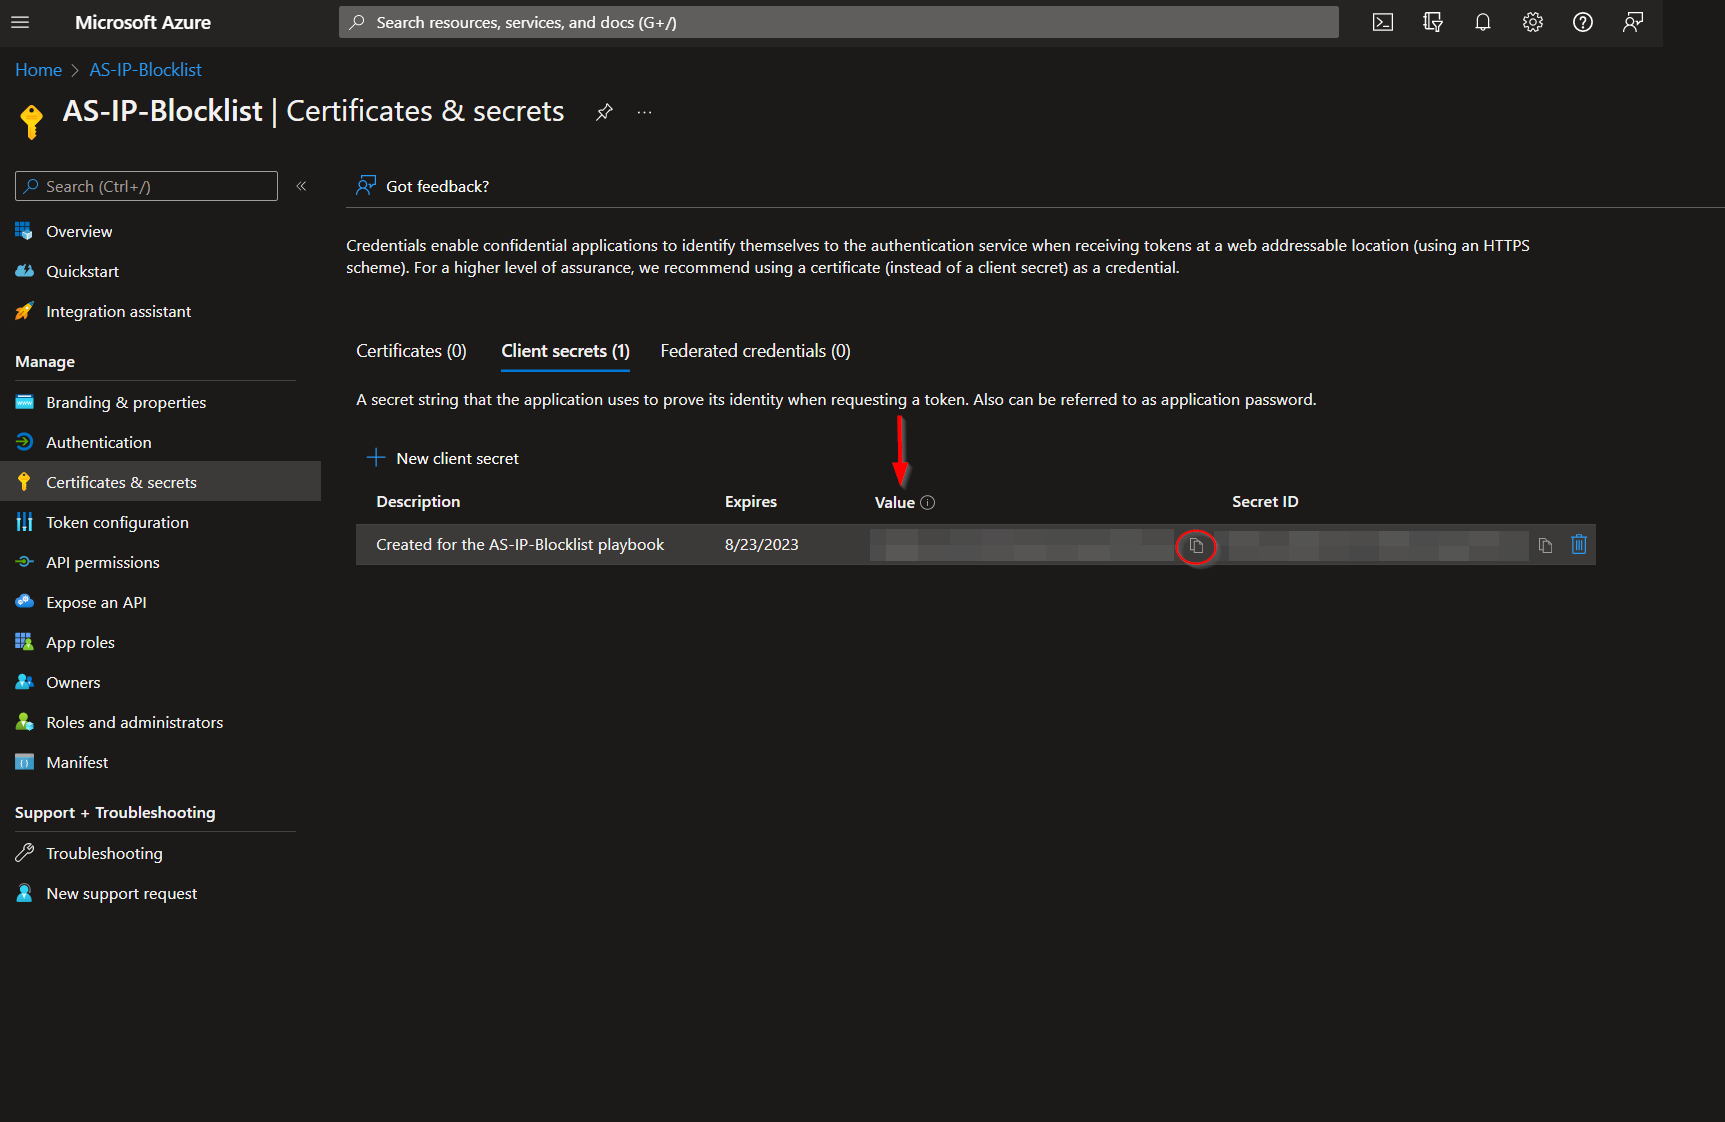 Microsoft Azure
Search resources, services, and docs (G+/)
Home > AS-IP-Blocklist
AS-IP-Blocklist | Certificates & secrets
Search (Ctrl+/)
Overview
Quickstart
Integration assistant
Manage
Branding & properties
Authentication
Certificates & secrets
Token configuration
API permissions
Expose an API
App roles
Owners
Roles and administrators
Manifest
Support + Troubleshooting
Troubleshooting
New support request
Got feedback?
Credentials enable confidential applications to identify themselves to the authentication service when receiving tokens at a web addressable location (using an HTTPS
scheme). For a higher level of assurance, we recommend using a certificate (instead of a client secret) as a credential.
Certificates (0) Client secrets (1) Federated credentials (0)
A secret string that the application uses to prove its identity when requesting a token. Also can be referred to as application password.
New client secret
Description Expires Value Secret ID
Created for the AS-IP-Blocklist playbook 8/23/2023